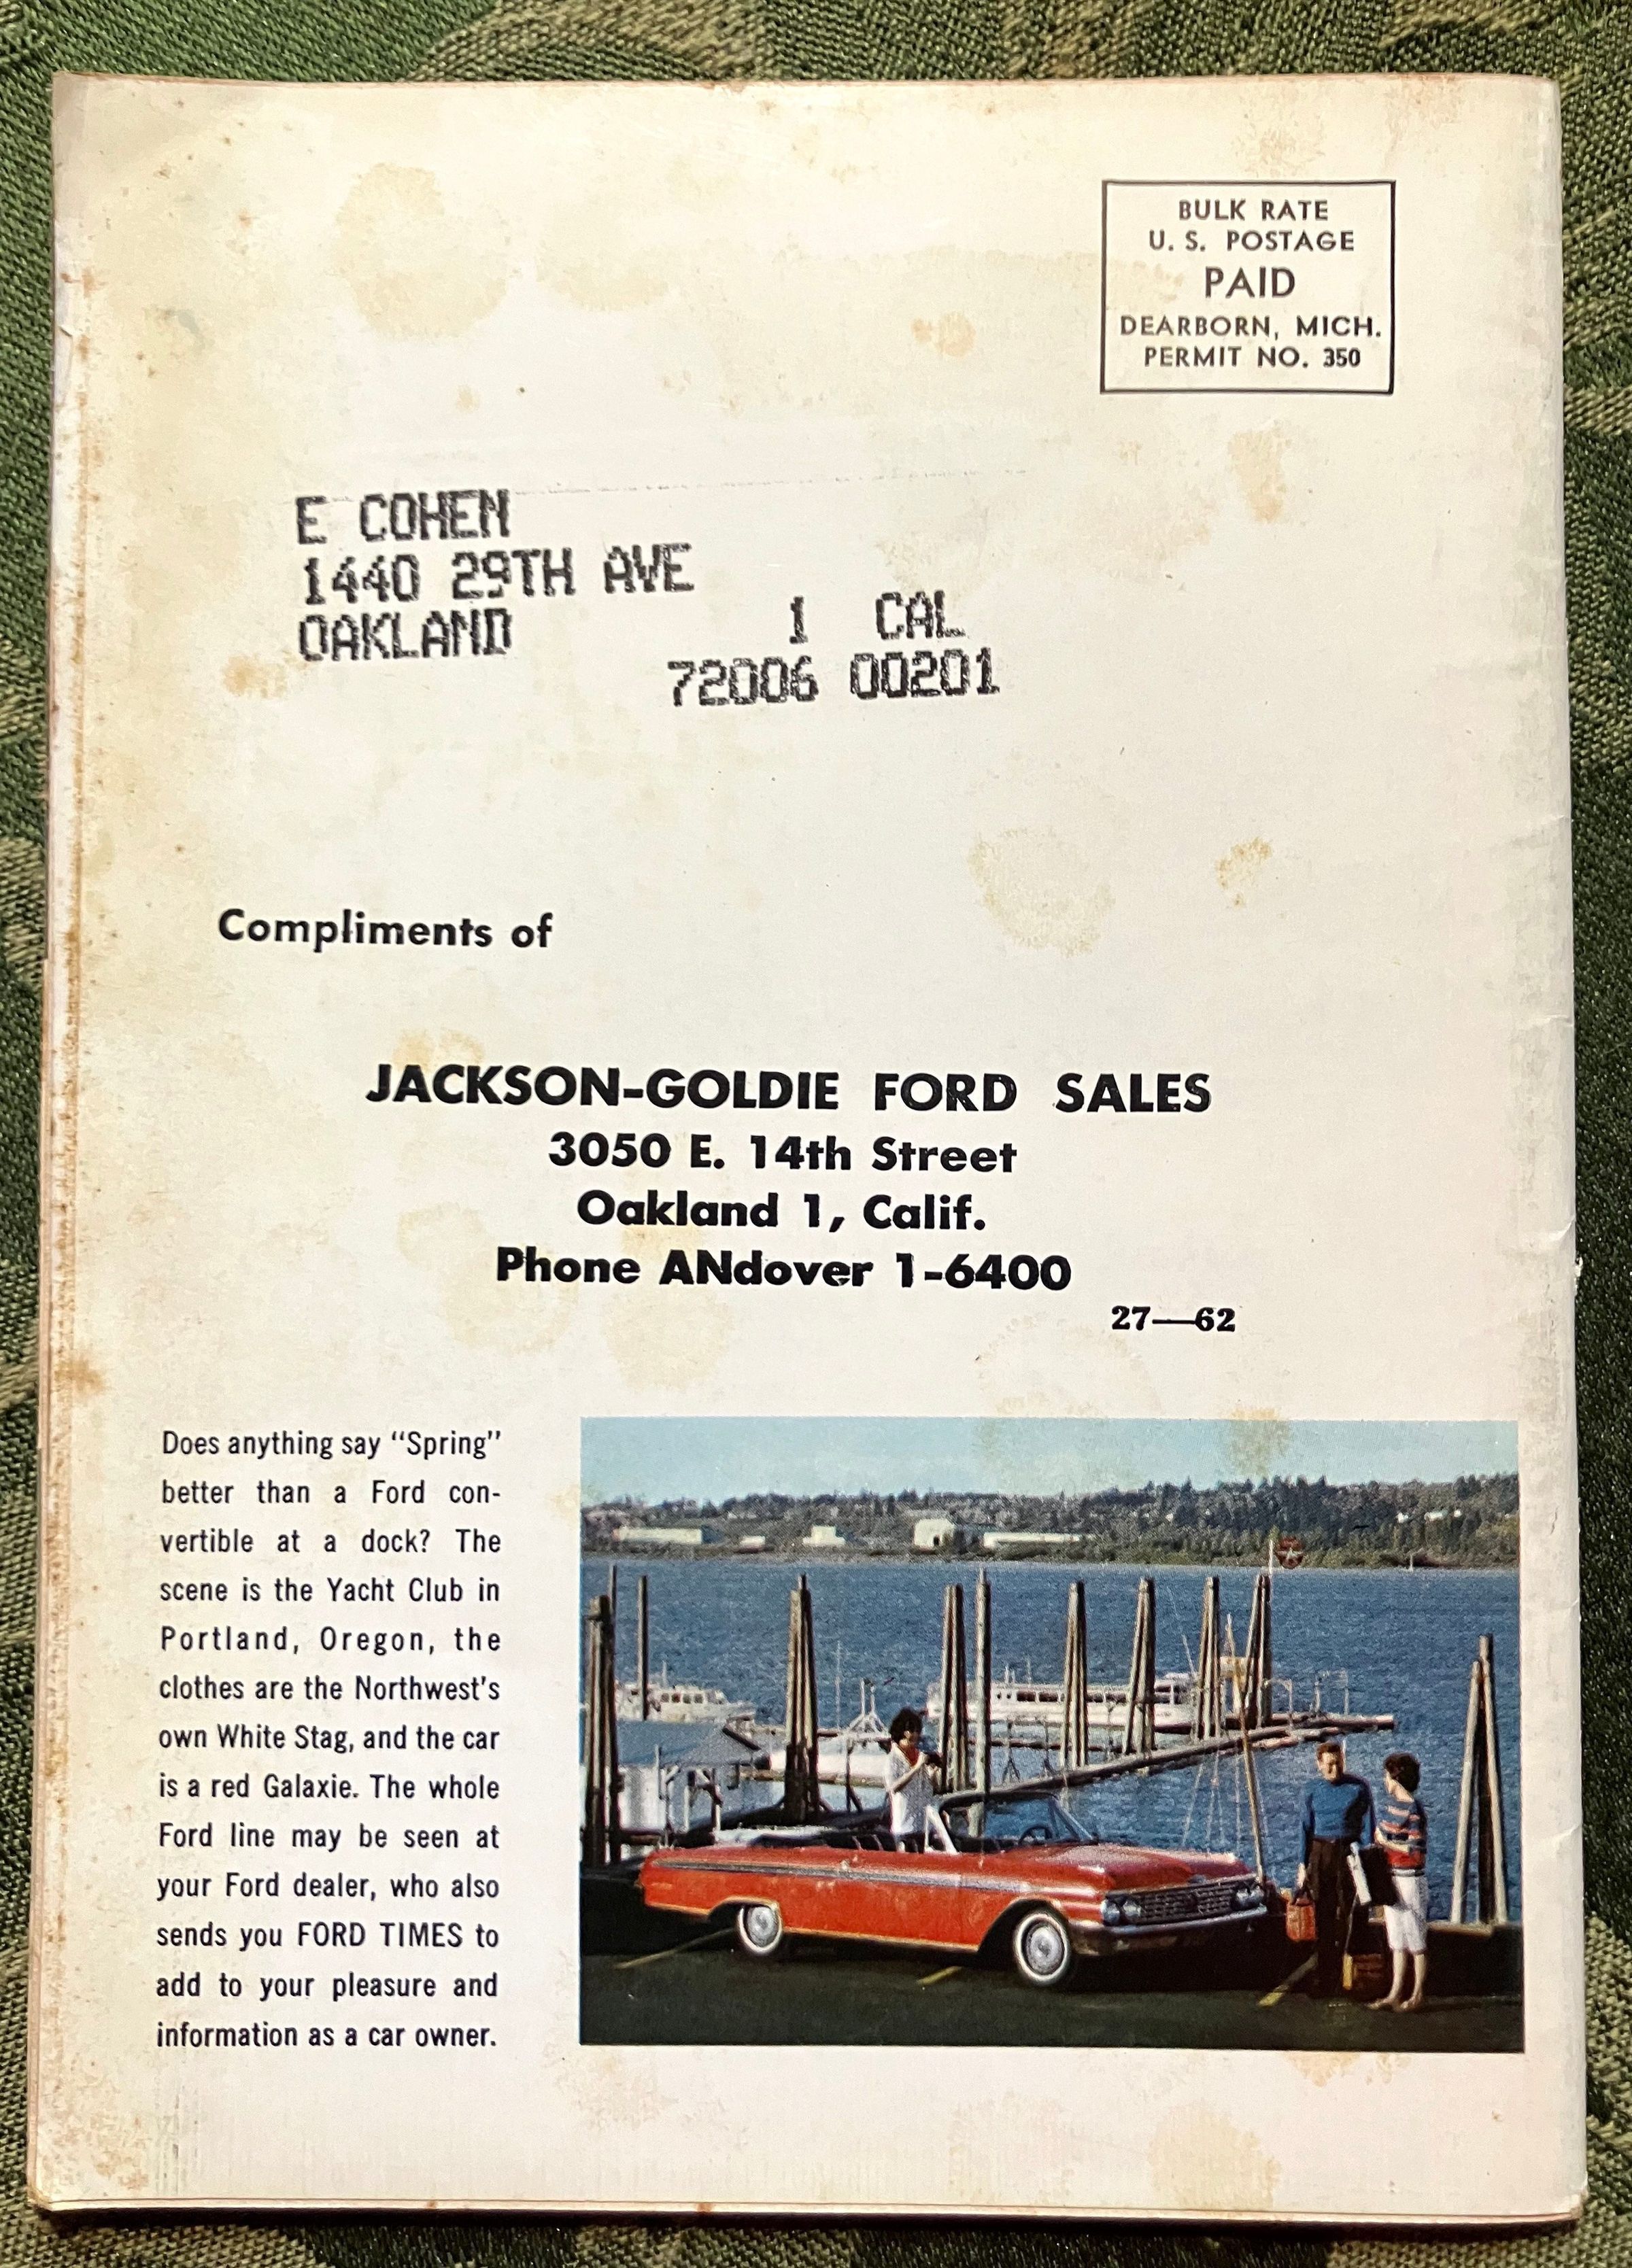 BULK RATE
U. S. POSTAGE
PAID
DEARBORN, MICH.
PERMIT NO. 350
E COHEN
1440 29TH AVE
OAKLAND 1 CAL
72006 00201
Compliments of
JACKSON-GOLDIE FORD SALES
3050 E. 14th Street
Oakland 1, Calif.
Phone ANdover 1-6400
27—62
Does anything say “Spring”
better than a Ford con-
vertible at a dock? The
scene is the Yacht Club in
Portland, Oregon, the
clothes are the Northwest's
own White Stag, and the car
is a red Galaxie. The whole
Ford line may be seen at
your Ford dealer, who also
sends you FORD TIMES to
add to your pleasure and
information as a car owner.